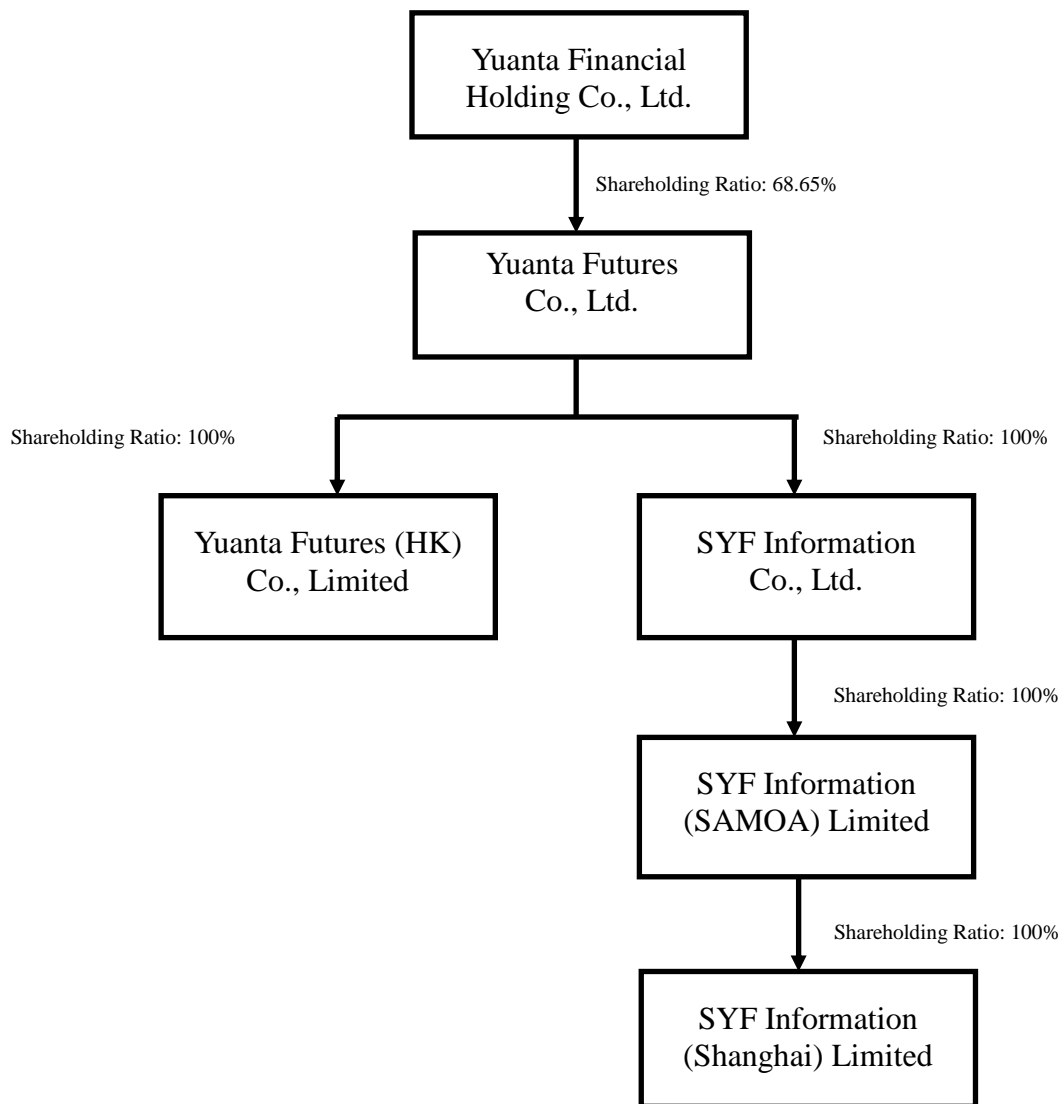 Yuanta Financial
Holding Co., Ltd.
Shareholding Ratio: 68.65%
Yuanta Futures
Co., Ltd.
Shareholding Ratio: 100%
Shareholding Ratio: 100%
Yuanta Futures (HK)
Co., Limited
SYF Information
Co., Ltd.
Shareholding Ratio: 100%
SYF Information
(SAMOA) Limited
Shareholding Ratio: 100%
SYF Information
(Shanghai) Limited